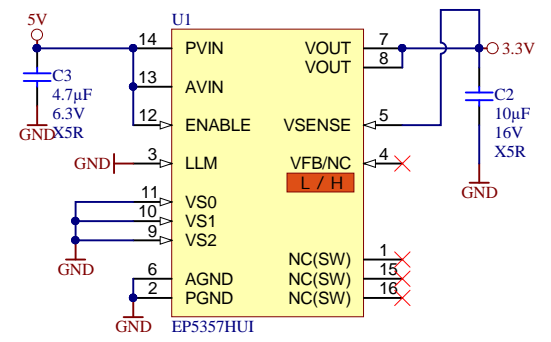 U1
5V
14 PVIN VOUT 7
VOUT 8
3.3V
C3
4.7µF
6.3V
X5R
GND
13 AVIN
12 ENABLE VSENSE 5
C2
10µF
16V
X5R
GND
GND 3 LLM VFB/NC 4
L / H
11 VS0
10 VS1
9 VS2
GND
NC(SW) 1
6 AGND NC(SW) 15
2 PGND NC(SW) 16
GND
EP5357HUI